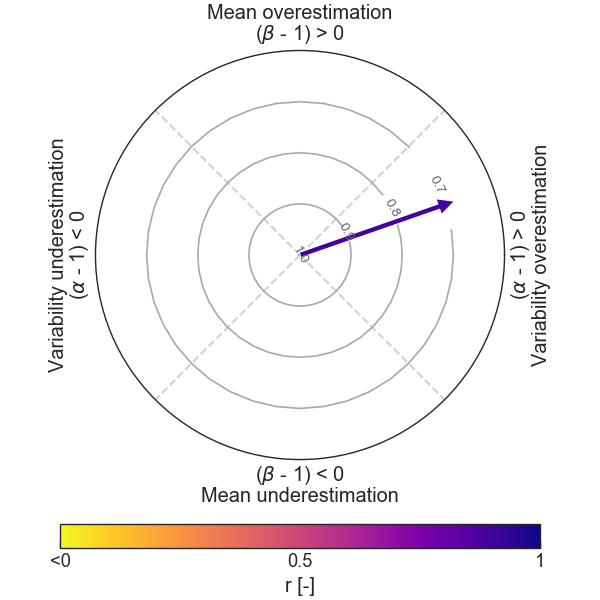 Mean overestimation
(β - 1) > 0
Variability underestimation
(α - 1) < 0
0.7
0.8
0.9
1.0
(α - 1) > 0
Variability overestimation
(β - 1) < 0
Mean underestimation
<0
0.5
1
r [-]